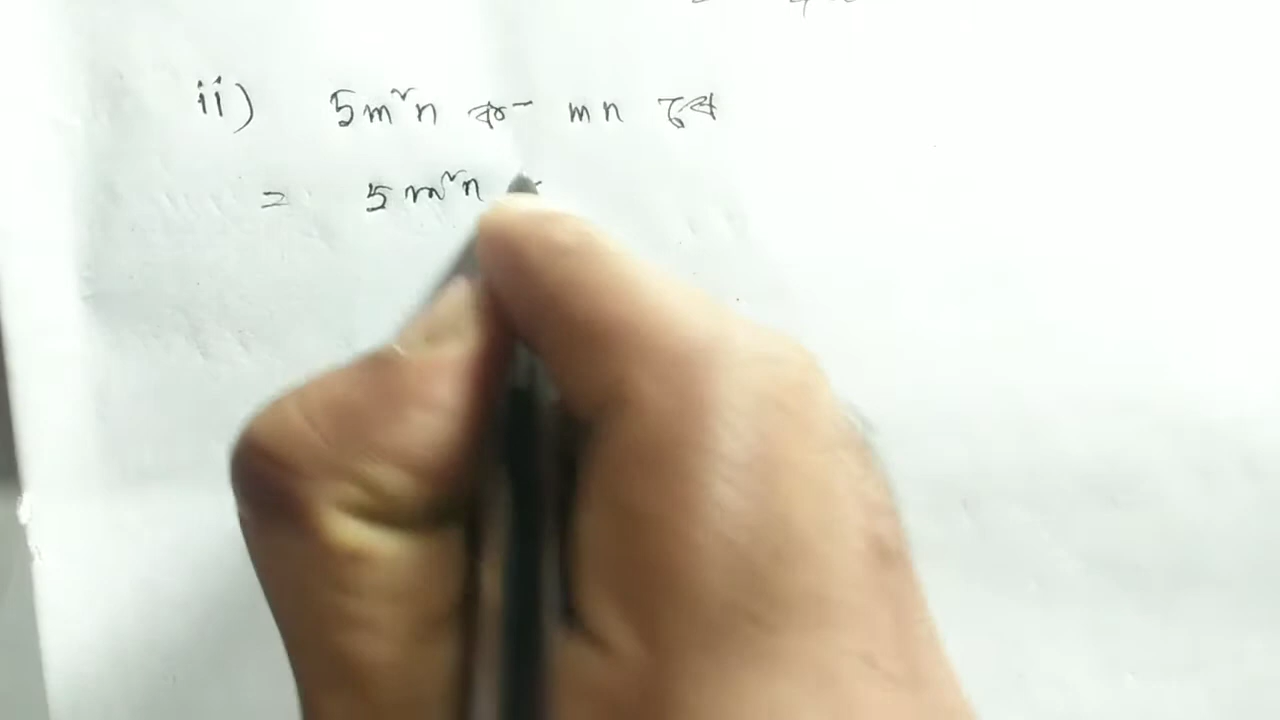 ii) 5m²n ক mn রে
= 5m²n